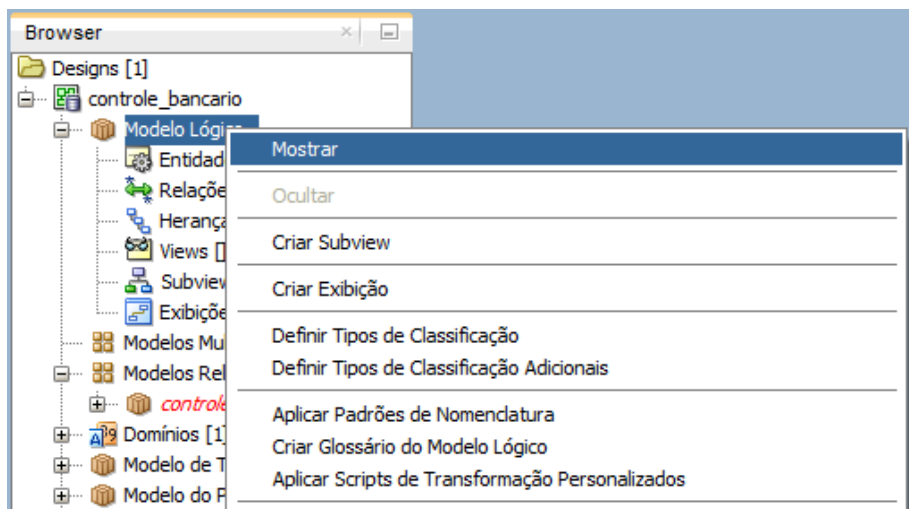 Browser
Designs [1]
controle_bancario
Modelo Lógi
Mostrar
Entidad
Relaçõe
Ocultar
Herança
Criar Subview
Views []
Subview
Criar Exibição
Exibiçõe
Modelos Mul
Definir Tipos de Classificação
Modelos Rel
Definir Tipos de Classificação Adicionais
controle
Aplicar Padrões de Nomenclatura
Domínios [1]
Criar Glossário do Modelo Lógico
Modelo de T
Aplicar Scripts de Transformação Personalizados
Modelo do P